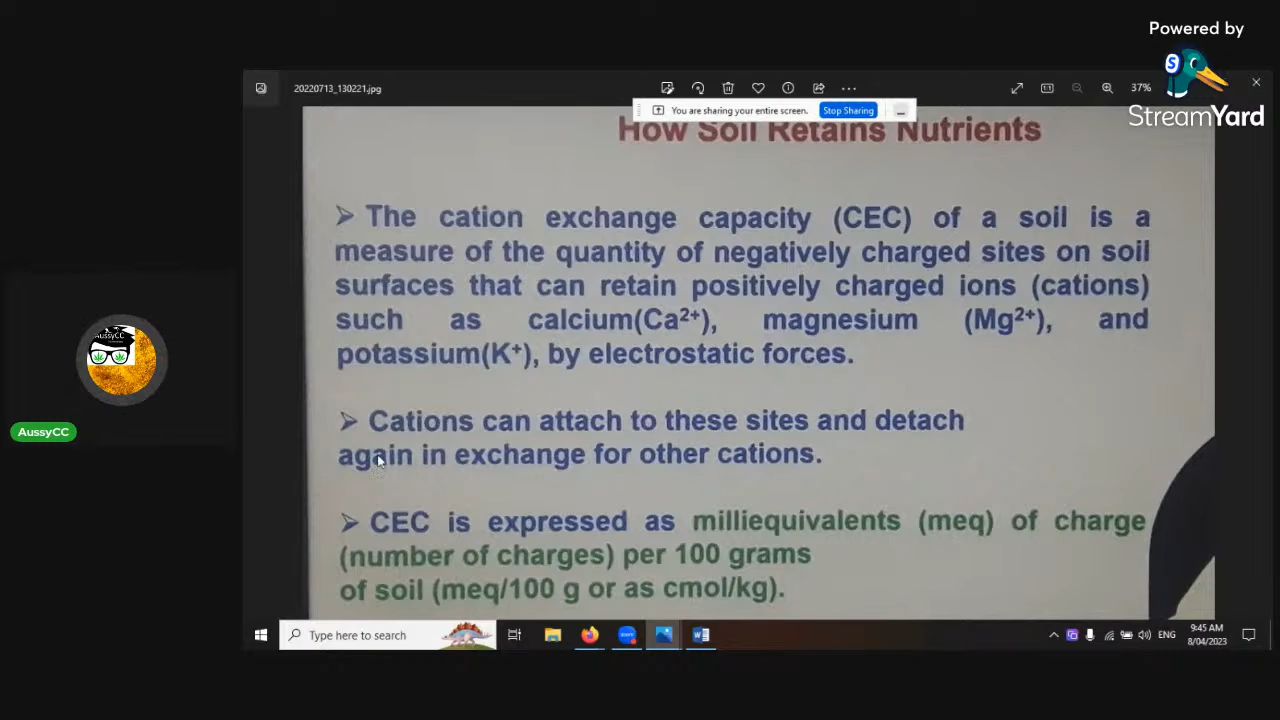 Powered by
StreamYard
20220713_130221.jpg
37%
You are sharing your entire screen.
Stop Sharing
How Soil Retains Nutrients
➢ The cation exchange capacity (CEC) of a soil is a
measure of the quantity of negatively charged sites on soil
surfaces that can retain positively charged ions (cations)
such as calcium(Ca²⁺), magnesium (Mg²⁺), and
potassium(K⁺), by electrostatic forces.
➢ Cations can attach to these sites and detach
again in exchange for other cations.
➢ CEC is expressed as milliequivalents (meq) of charge
(number of charges) per 100 grams
of soil (meq/100 g or as cmol/kg).
AussyCC
AussyCC
Type here to search
ENG
9:45 AM
8/04/2023